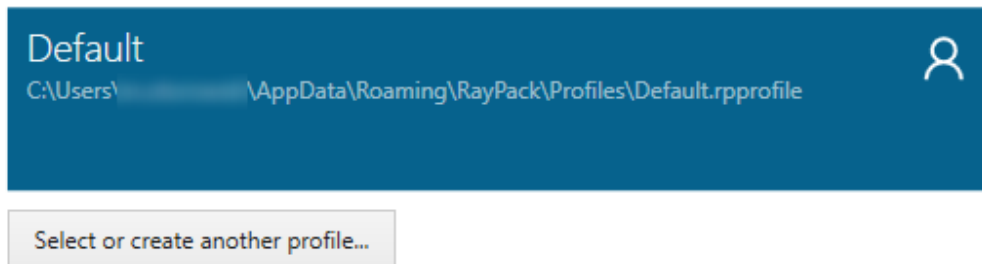 Default
C:\Users\ \AppData\Roaming\RayPack\Profiles\Default.rpprofile
Select or create another profile...